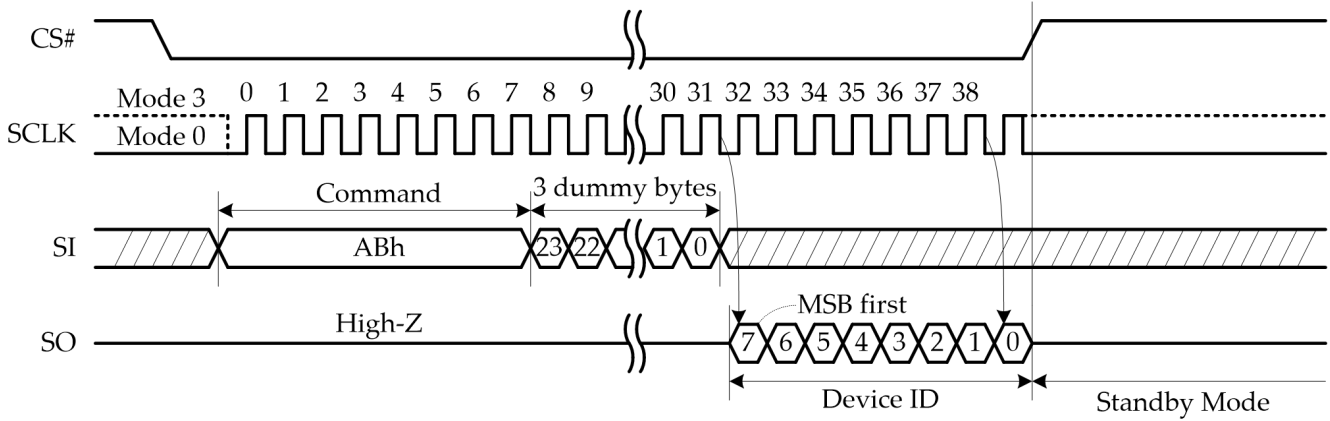 CS#
Mode 3 0 1 2 3 4 5 6 7 8 9 30 31 32 33 34 35 36 37 38
SCLK Mode 0
Command 3 dummy bytes
SI ABh 23 22 1 0
High-Z MSB first
SO 7 6 5 4 3 2 1 0
Device ID Standby Mode